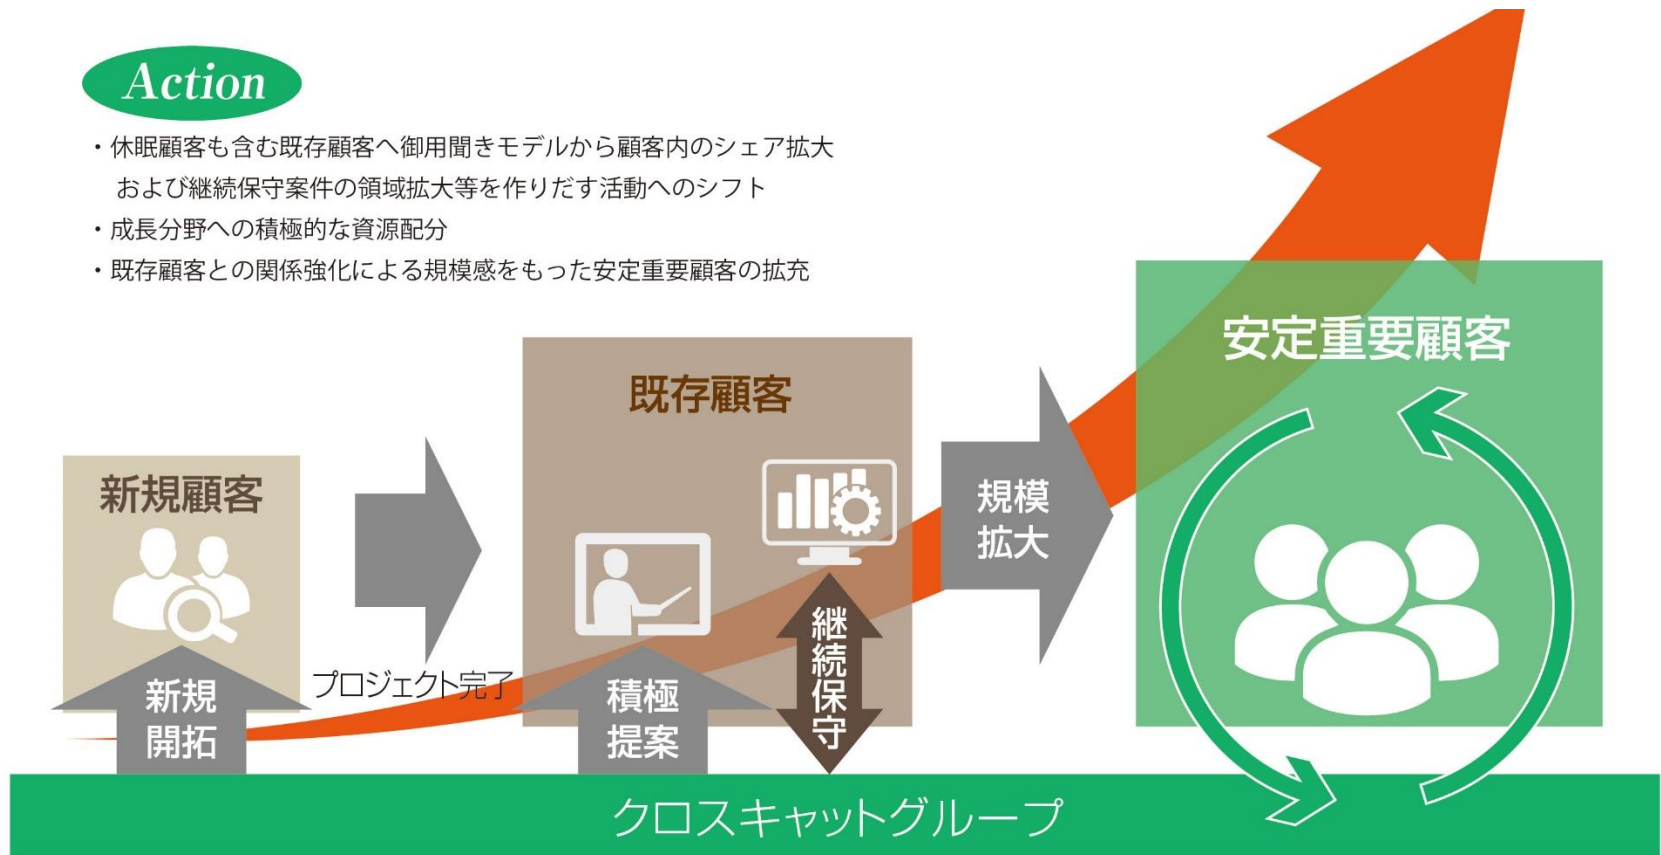 Action
・休眠顧客も含む既存顧客へ御用聞きモデルから顧客内のシェア拡大
および継続保守案件の領域拡大等を作りだす活動へのシフト
・成長分野への積極的な資源配分
・既存顧客との関係強化による規模感をもった安定重要顧客の拡充
新規顧客
新規
開拓
プロジェクト完了
既存顧客
積極
提案
継続保守
規模
拡大
安定重要顧客
クロスキャットグループ